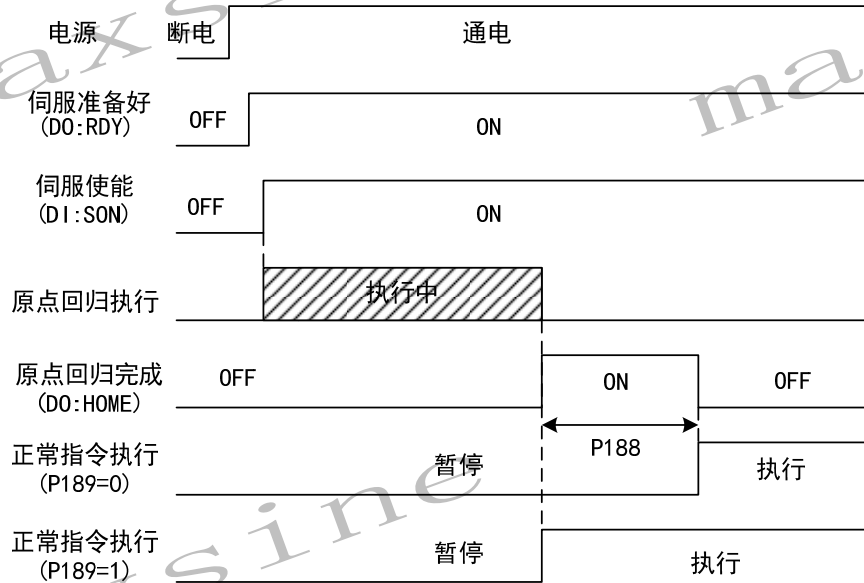 电源 断电 通电
伺服准备好
(DO:RDY) OFF ON
伺服使能
(DI:SON) OFF ON
原点回归执行 执行中
原点回归完成
(DO:HOME) OFF ON OFF
P188
正常指令执行
(P189=0) 暂停 执行
正常指令执行
(P189=1) 暂停 执行
maxsine